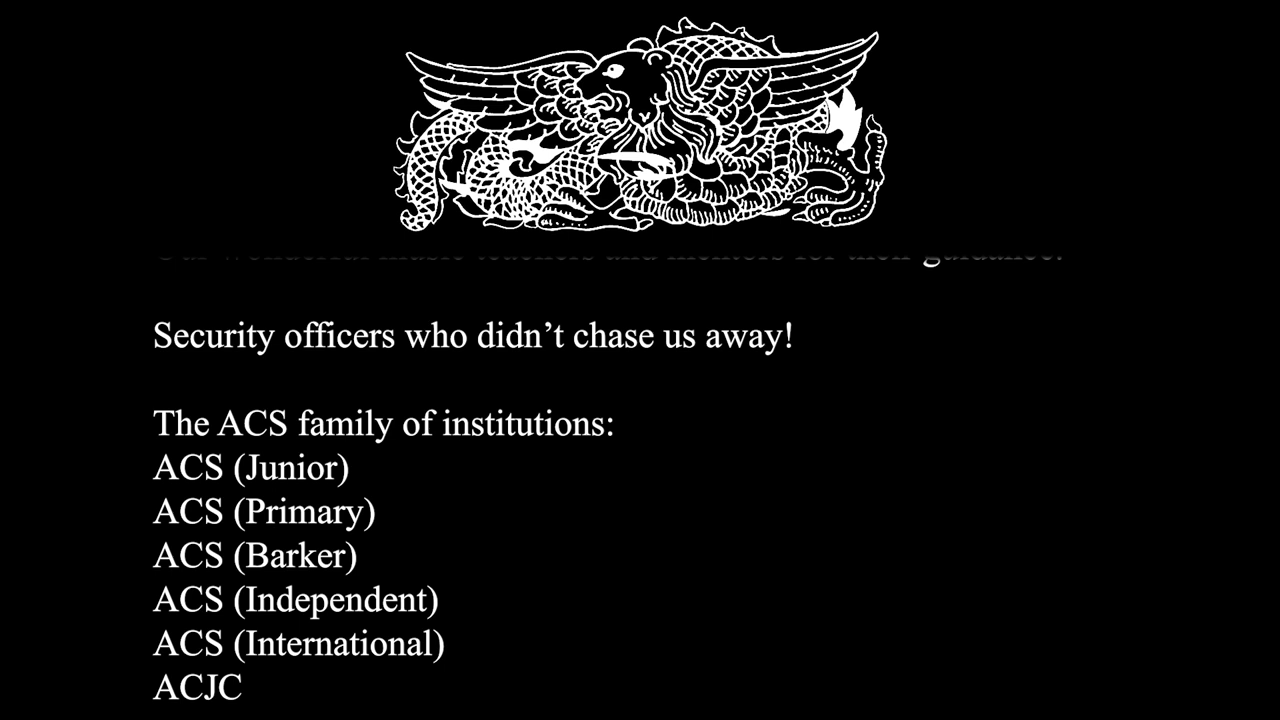 guidance.
Security officers who didn’t chase us away!
The ACS family of institutions:
ACS (Junior)
ACS (Primary)
ACS (Barker)
ACS (Independent)
ACS (International)
ACJC